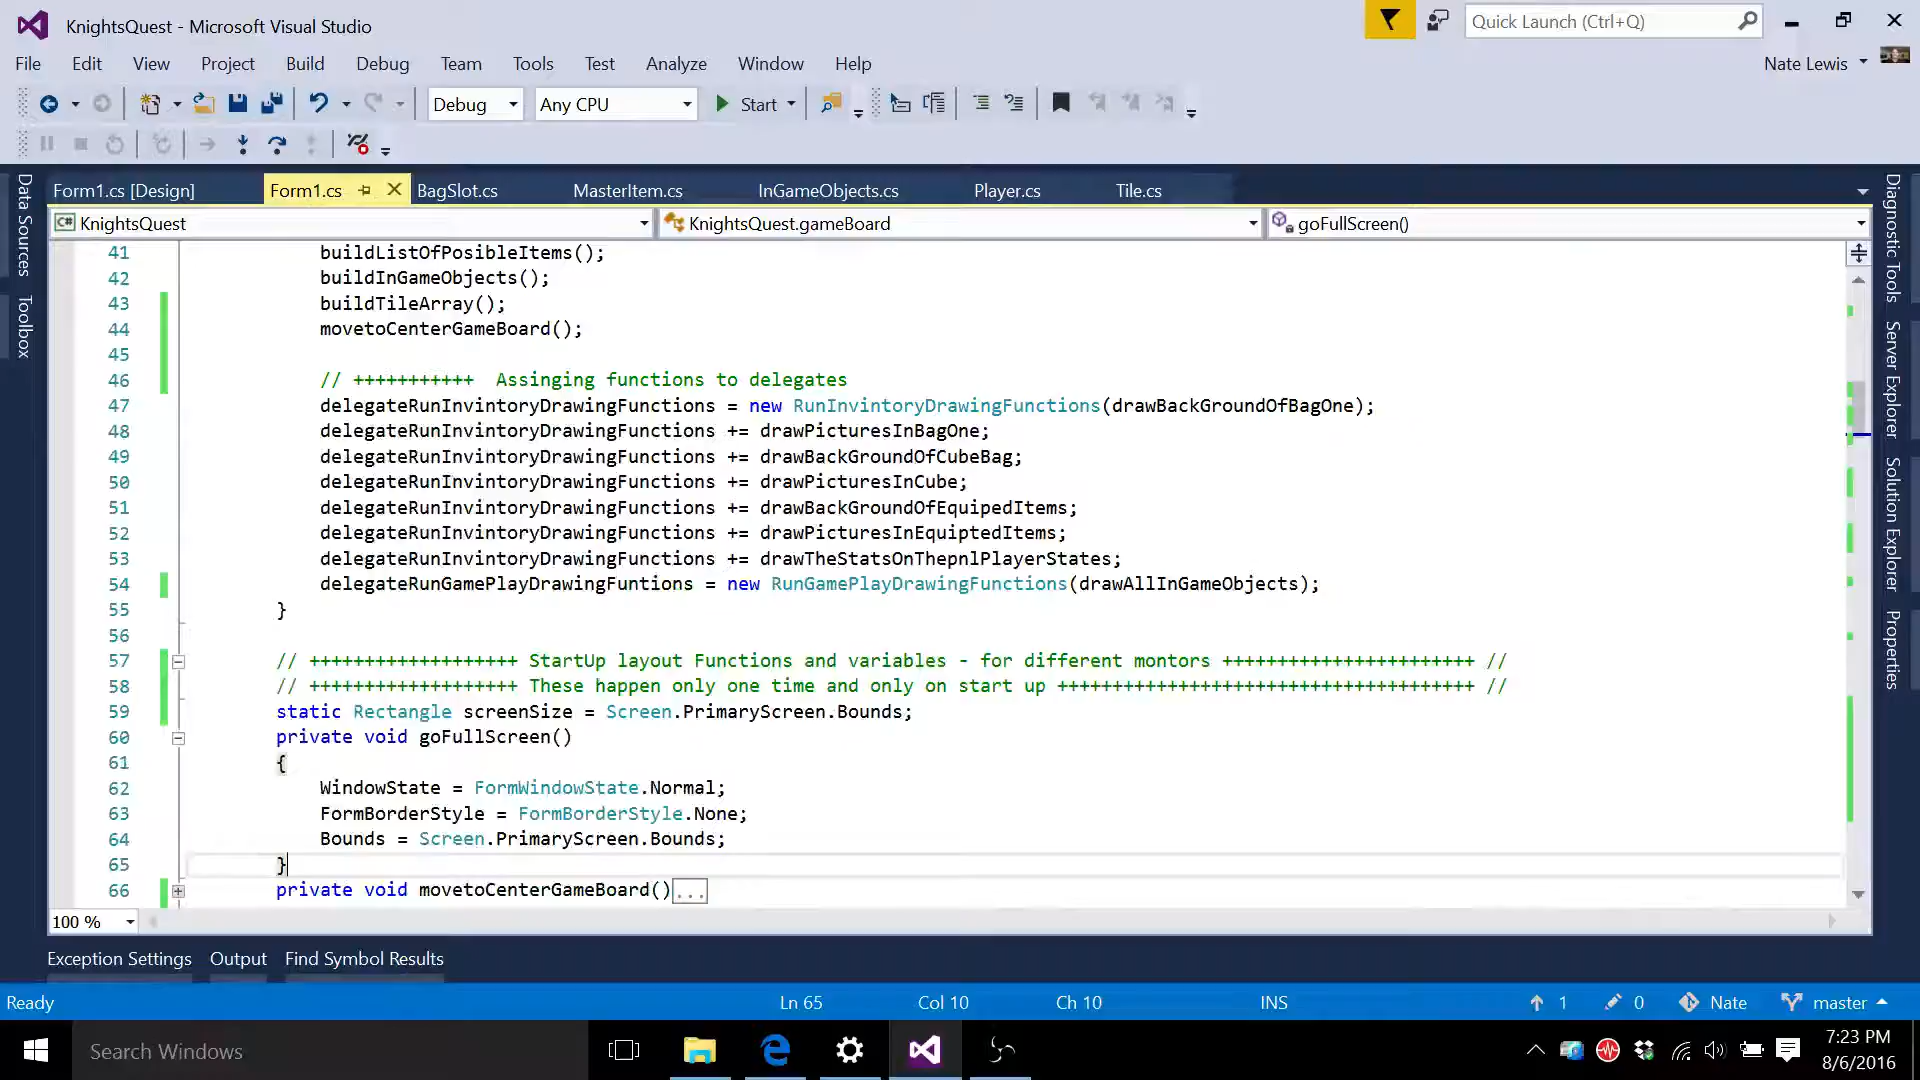 KnightsQuest - Microsoft Visual Studio
Quick Launch (Ctrl+Q)
File Edit View Project Build Debug Team Tools Test Analyze Window Help
Nate Lewis
Debug Any CPU Start
Form1.cs [Design] Form1.cs BagSlot.cs MasterItem.cs InGameObjects.cs Player.cs Tile.cs
C# KnightsQuest KnightsQuest.gameBoard goFullScreen()
Data Sources
Toolbox
41 buildListOfPosibleItems();
42 buildInGameObjects();
43 buildTileArray();
44 movetoCenterGameBoard();
45
46 // +++++++++++ Assinging functions to delegates
47 delegateRunInvintoryDrawingFunctions = new RunInvintoryDrawingFunctions(drawBackGroundOfBagOne);
48 delegateRunInvintoryDrawingFunctions += drawPicturesInBagOne;
49 delegateRunInvintoryDrawingFunctions += drawBackGroundOfCubeBag;
50 delegateRunInvintoryDrawingFunctions += drawPicturesInCube;
51 delegateRunInvintoryDrawingFunctions += drawBackGroundOfEquipedItems;
52 delegateRunInvintoryDrawingFunctions += drawPicturesInEquiptedItems;
53 delegateRunInvintoryDrawingFunctions += drawTheStatsOnThepnlPlayerStates;
54 delegateRunGamePlayDrawingFuntions = new RunGamePlayDrawingFunctions(drawAllInGameObjects);
55 }
56
57 // +++++++++++++++++++ StartUp layout Functions and variables - for different montors +++++++++++++++++++++++ //
58 // +++++++++++++++++++ These happen only one time and only on start up ++++++++++++++++++++++++++++++++++++++ //
59 static Rectangle screenSize = Screen.PrimaryScreen.Bounds;
60 private void goFullScreen()
61 {
62 WindowState = FormWindowState.Normal;
63 FormBorderStyle = FormBorderStyle.None;
64 Bounds = Screen.PrimaryScreen.Bounds;
65 }
66 private void movetoCenterGameBoard()...
Diagnostic Tools
Server Explorer
Solution Explorer
Properties
100 %
Exception Settings Output Find Symbol Results
Ready Ln 65 Col 10 Ch 10 INS 1 0 Nate master
Search Windows
7:23 PM
8/6/2016